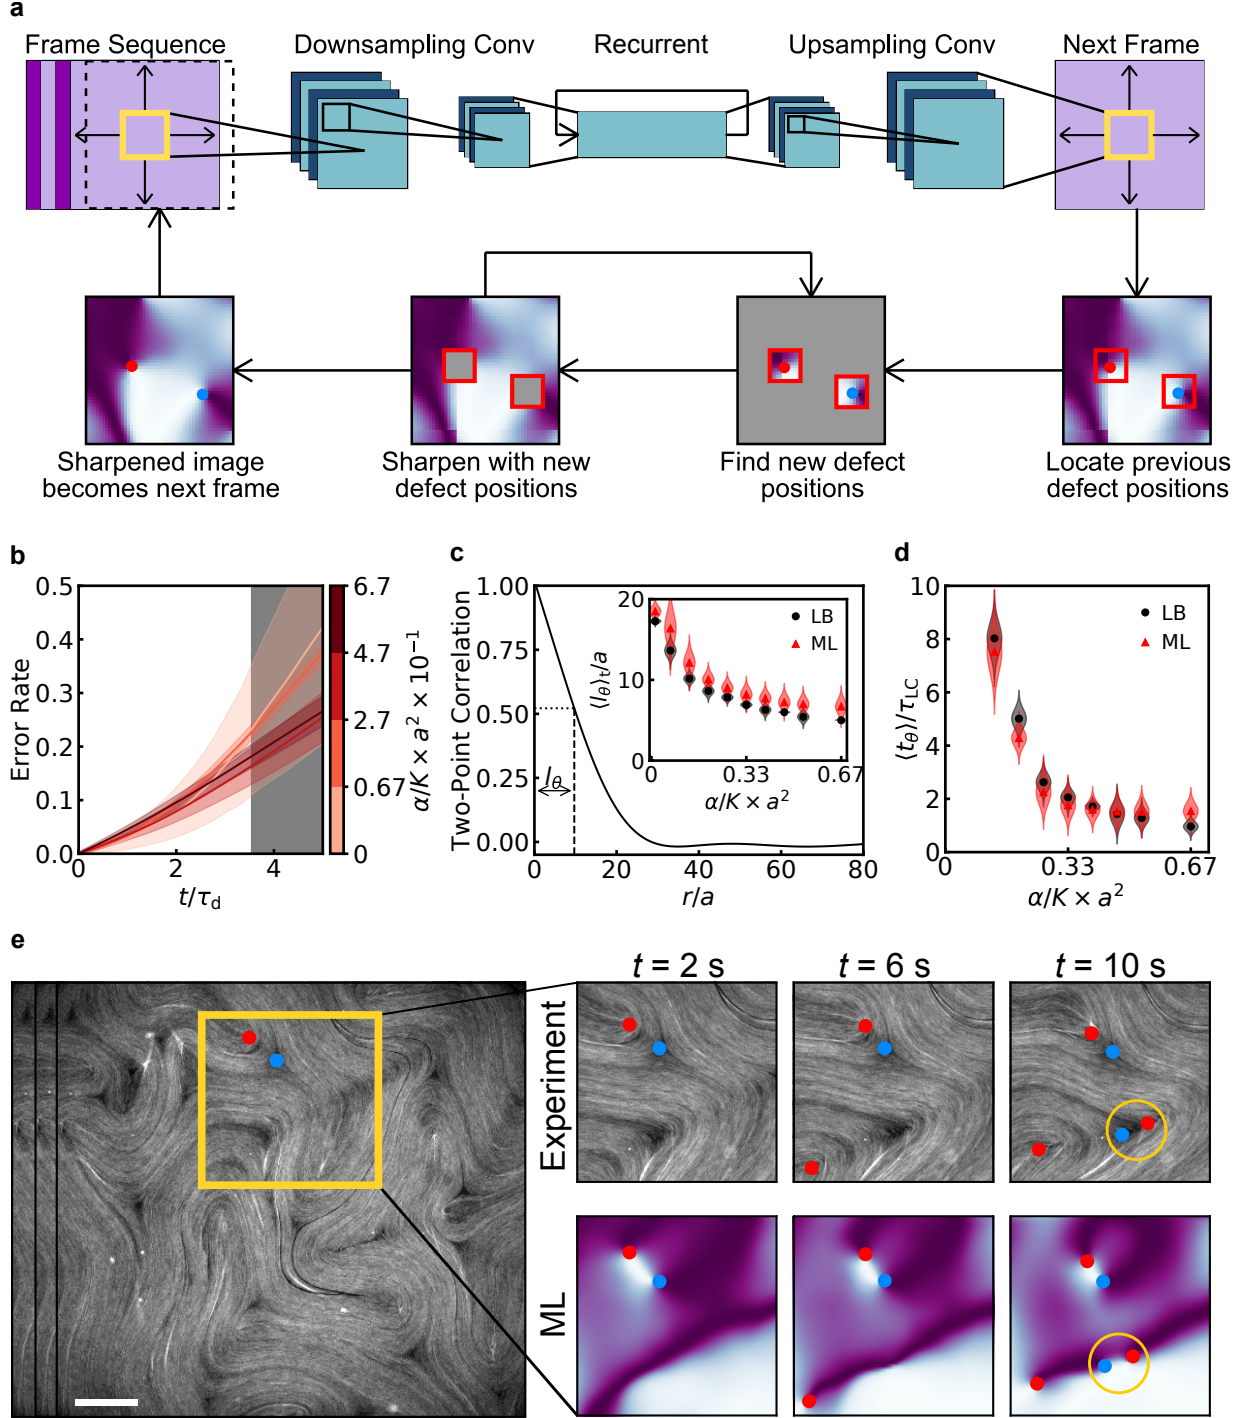 a
Frame Sequence
Downsampling Conv
Recurrent
Upsampling Conv
Next Frame
Sharpened image
becomes next frame
Sharpen with new
defect positions
Find new defect
positions
Locate previous
defect positions
b
0.5
0.4
0.3
0.2
0.1
0.0
Error Rate
0
2
4
t/τd
6.7
4.7
2.7
0.67
0
α/K × a² × 10⁻¹
c
1.00
0.75
0.50
0.25
0.00
Two-Point Correlation
lθ
0
20
40
60
80
r/a
20
10
0
⟨lθ⟩t/a
LB
ML
0
0.33
0.67
α/K × a²
d
10
8
6
4
2
0
⟨tθ⟩/τLC
LB
ML
0
0.33
0.67
α/K × a²
e
t = 2 s
t = 6 s
t = 10 s
Experiment
ML